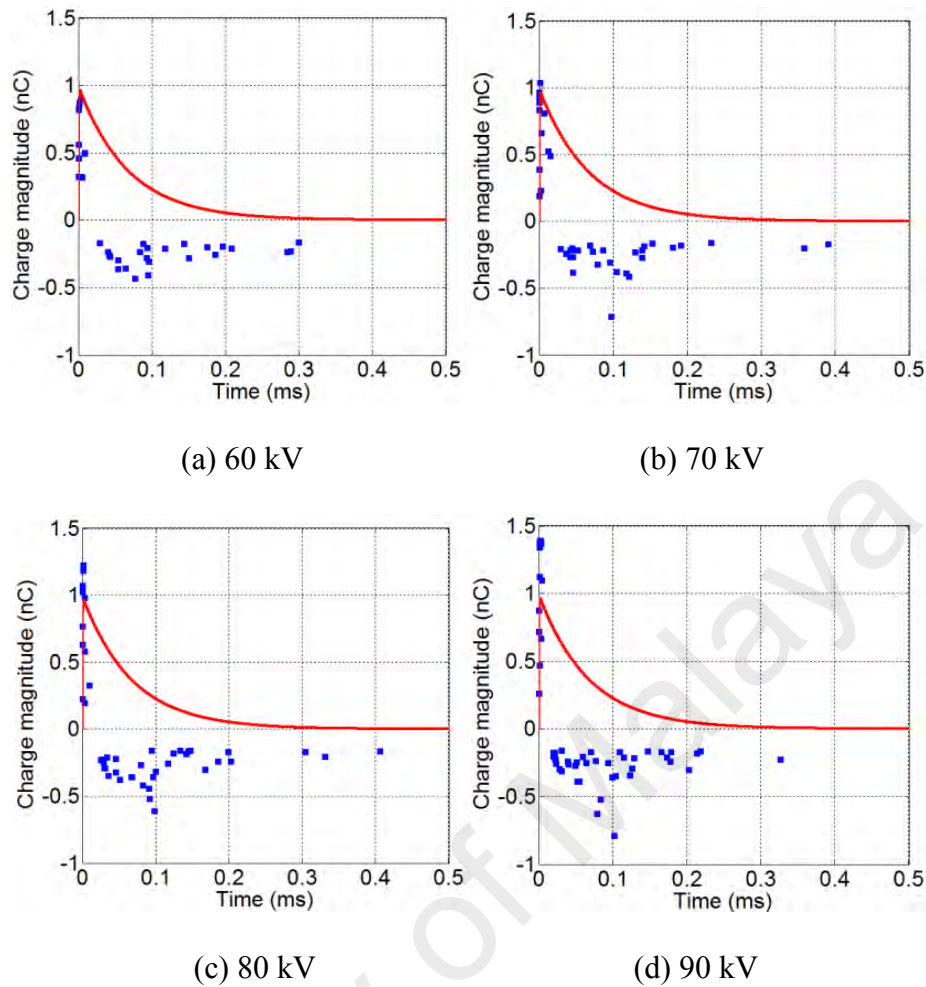 1.5
1
0.5
0
-0.5
-1
0 0.1 0.2 0.3 0.4 0.5
Charge magnitude (nC)
Time (ms)
(a) 60 kV
1.5
1
0.5
0
-0.5
-1
0 0.1 0.2 0.3 0.4 0.5
Charge magnitude (nC)
Time (ms)
(b) 70 kV
1.5
1
0.5
0
-0.5
-1
0 0.1 0.2 0.3 0.4 0.5
Charge magnitude (nC)
Time (ms)
(c) 80 kV
1.5
1
0.5
0
-0.5
-1
0 0.1 0.2 0.3 0.4 0.5
Charge magnitude (nC)
Time (ms)
(d) 90 kV
of Malaya